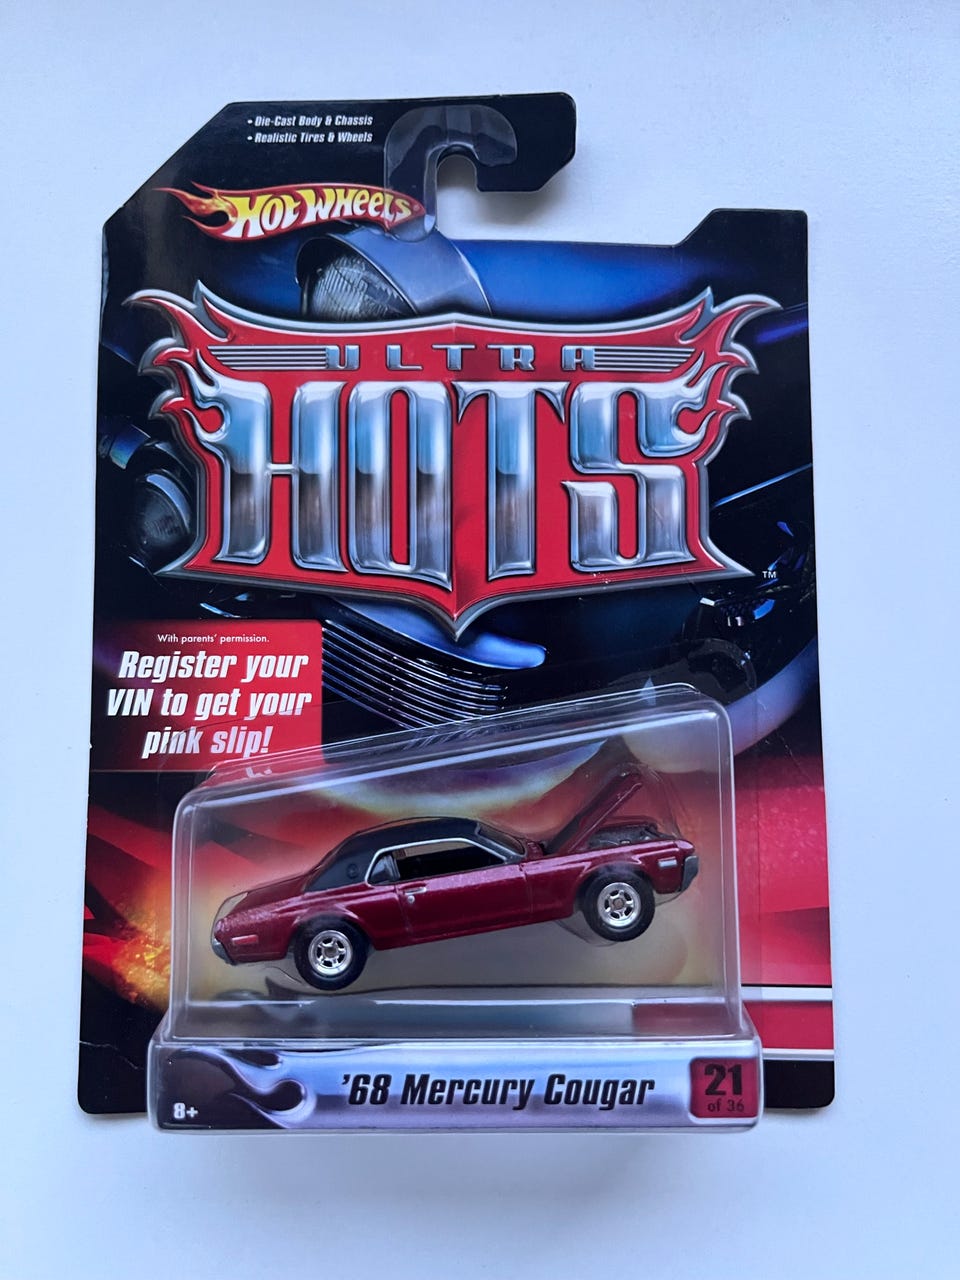 • Die-Cast Body & Chassis
• Realistic Tires & Wheels
HOT WHEELS
ULTRA
HOTS
TM
With parents' permission.
Register your
VIN to get your
pink slip!
'68 Mercury Cougar
21
of 36
8+